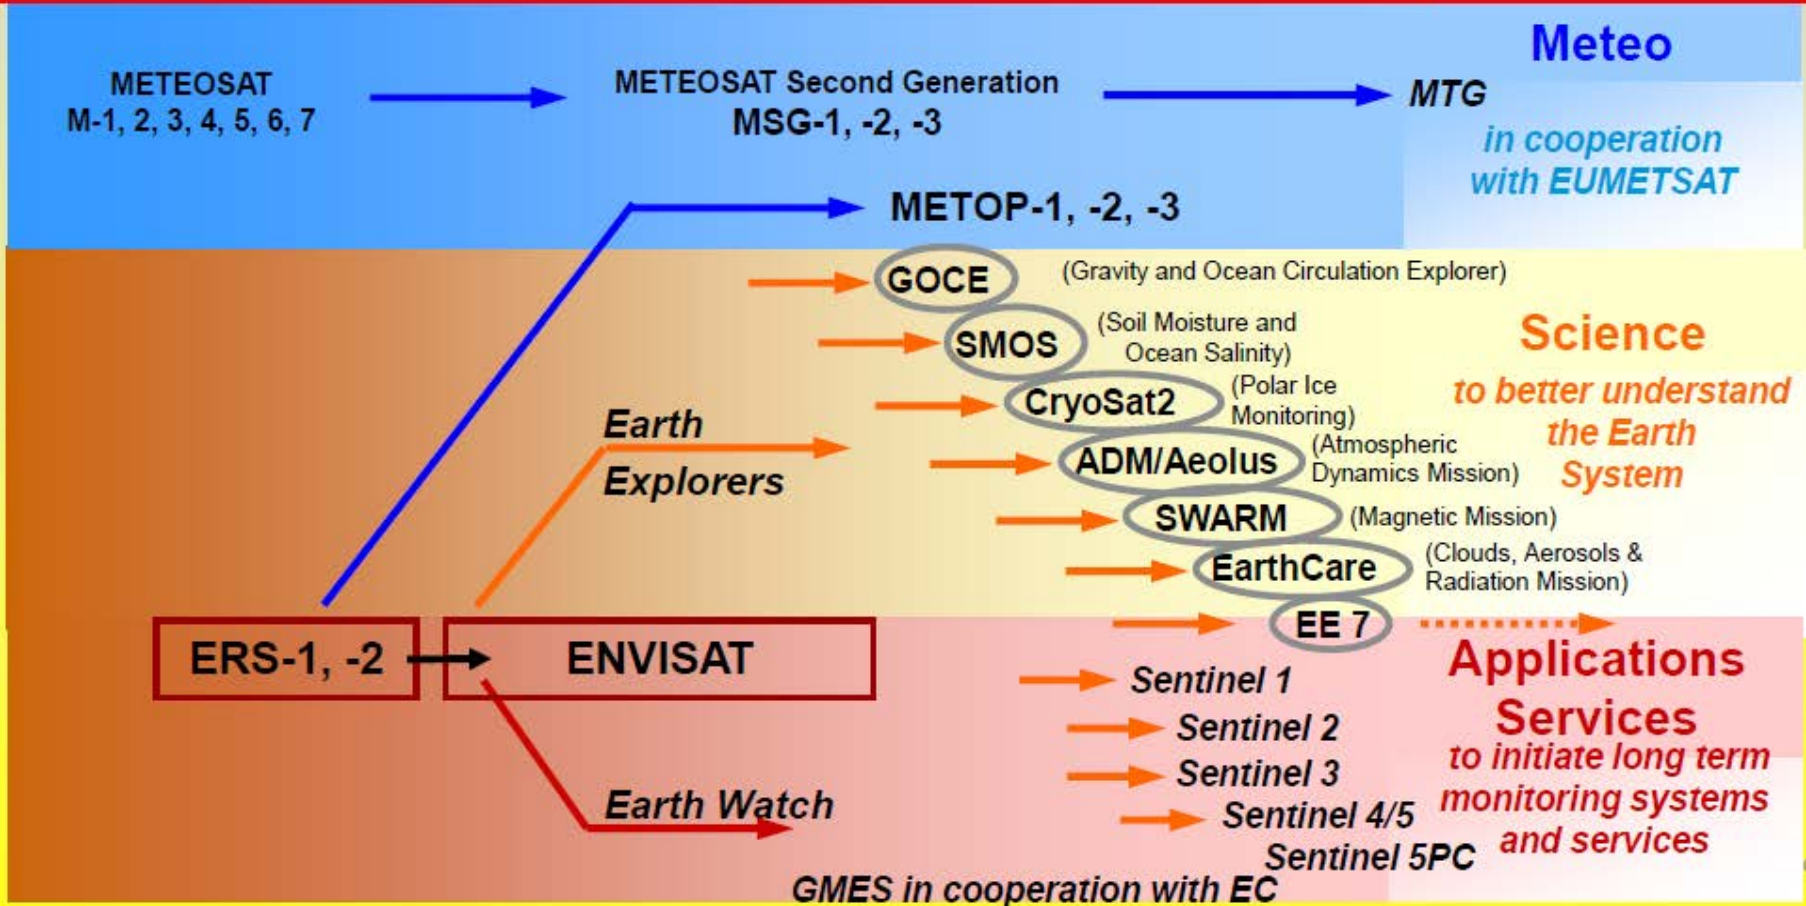 Meteo
METEOSAT
M-1, 2, 3, 4, 5, 6, 7
METEOSAT Second Generation
MSG-1, -2, -3
MTG
in cooperation
with EUMETSAT
METOP-1, -2, -3
GOCE
(Gravity and Ocean Circulation Explorer)
SMOS
(Soil Moisture and
Ocean Salinity)
CryoSat2
(Polar Ice
Monitoring)
ADM/Aeolus
(Atmospheric
Dynamics Mission)
SWARM
(Magnetic Mission)
EarthCare
(Clouds, Aerosols &
Radiation Mission)
EE 7
Science
to better understand
the Earth
System
Earth
Explorers
ERS-1, -2
ENVISAT
Earth Watch
Sentinel 1
Sentinel 2
Sentinel 3
Sentinel 4/5
Sentinel 5PC
GMES in cooperation with EC
Applications
Services
to initiate long term
monitoring systems
and services